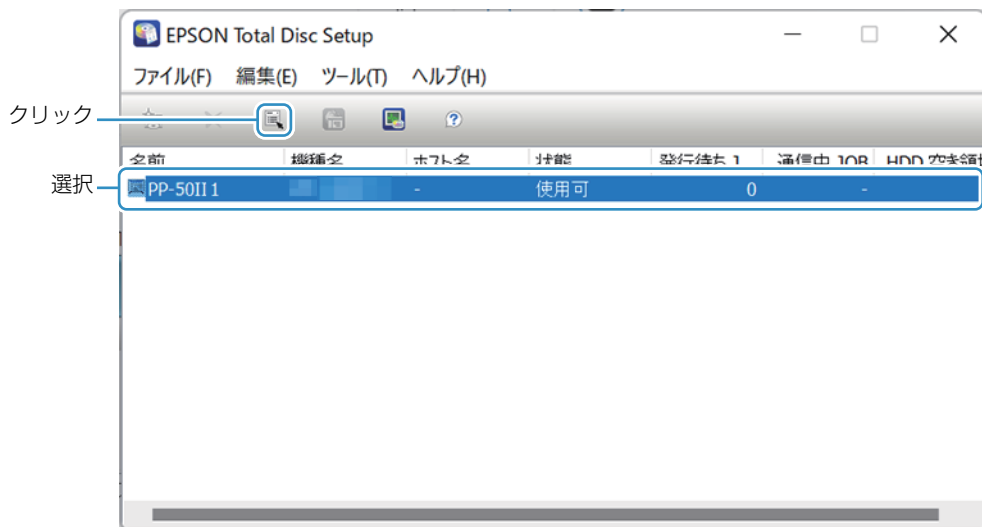 EPSON Total Disc Setup
ファイル(F) 編集(E) ツール(T) ヘルプ(H)
クリック
名前 機種名 ホスト名 状態 発行待ち J 通信中 JOB HDD 空き領域
選択
PP-50II 1 - 使用可 0 -